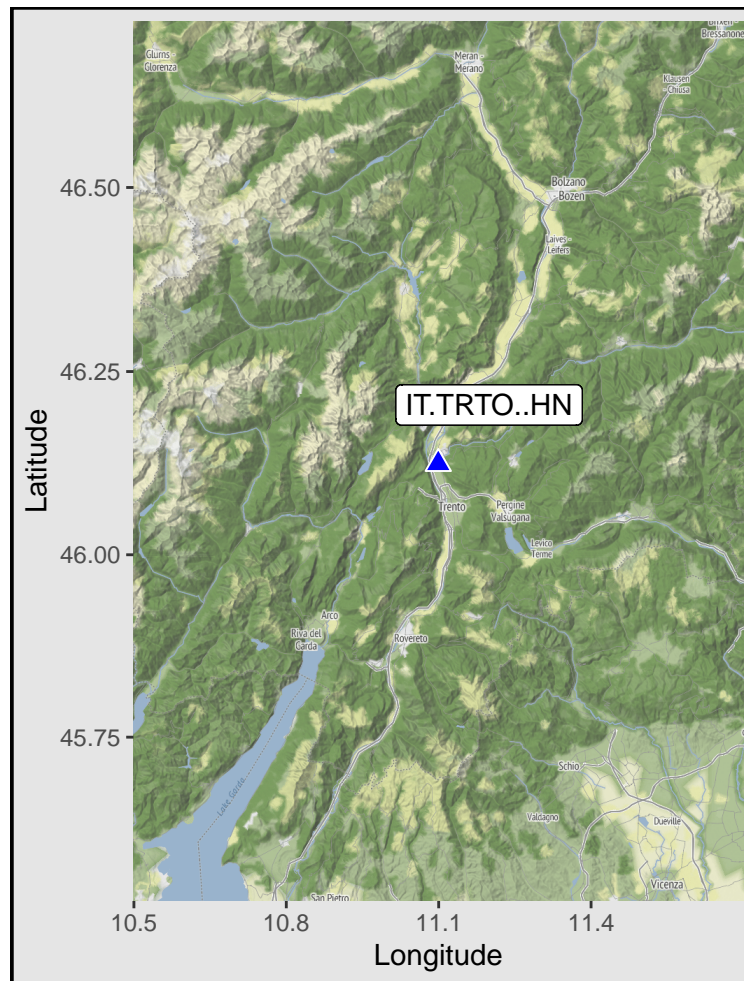 Brixen -
Bressanone
Glurns -
Glorenza
Meran -
Merano
Klausen
- Chiusa
46.50
Bolzano
Bozen
Laives -
Leifers
46.25
IT.TRTO..HN
Latitude
Trento
Pergine
Valsugana
46.00
Levico
Terme
Arco
Riva del
Garda
Rovereto
45.75
Schio
Lake Garda
Valdagno
Dueville
Vicenza
San Pietro
10.5
10.8
11.1
11.4
Longitude